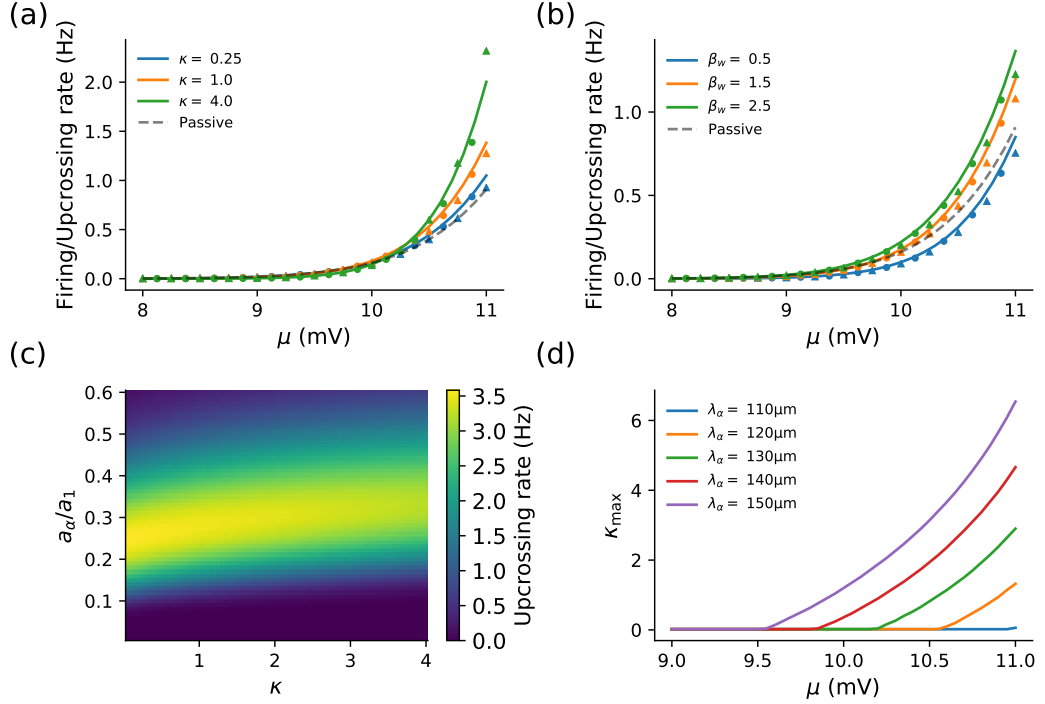 (a)
Firing/Upcrossing rate (Hz)
κ = 0.25
κ = 1.0
κ = 4.0
Passive
2.0
1.5
1.0
0.5
0.0
8
9
10
11
μ (mV)
(b)
Firing/Upcrossing rate (Hz)
β_w = 0.5
β_w = 1.5
β_w = 2.5
Passive
1.0
0.5
0.0
8
9
10
11
μ (mV)
(c)
a_α/a_1
0.6
0.5
0.4
0.3
0.2
0.1
1
2
3
4
κ
3.5
3.0
2.5
2.0
1.5
1.0
0.5
0.0
Upcrossing rate (Hz)
(d)
κ_max
λ_α = 110μm
λ_α = 120μm
λ_α = 130μm
λ_α = 140μm
λ_α = 150μm
6
4
2
0
9.0
9.5
10.0
10.5
11.0
μ (mV)